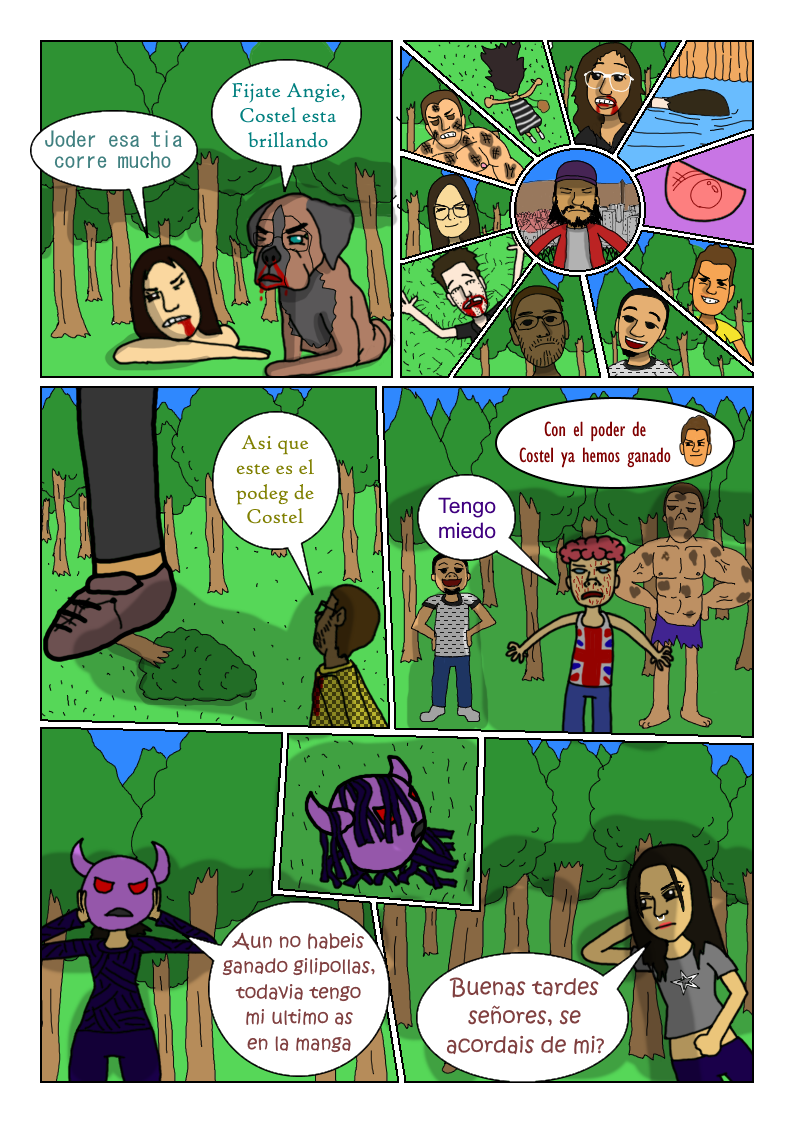 Joder esa tia
corre mucho
Fijate Angie,
Costel esta
brillando
Asi que
este es el
podeg de
Costel
Con el poder de
Costel ya hemos ganado
Tengo
miedo
Aun no habeis
ganado gilipollas,
todavia tengo
mi ultimo as
en la manga
Buenas tardes
señores, se
acordais de mi?